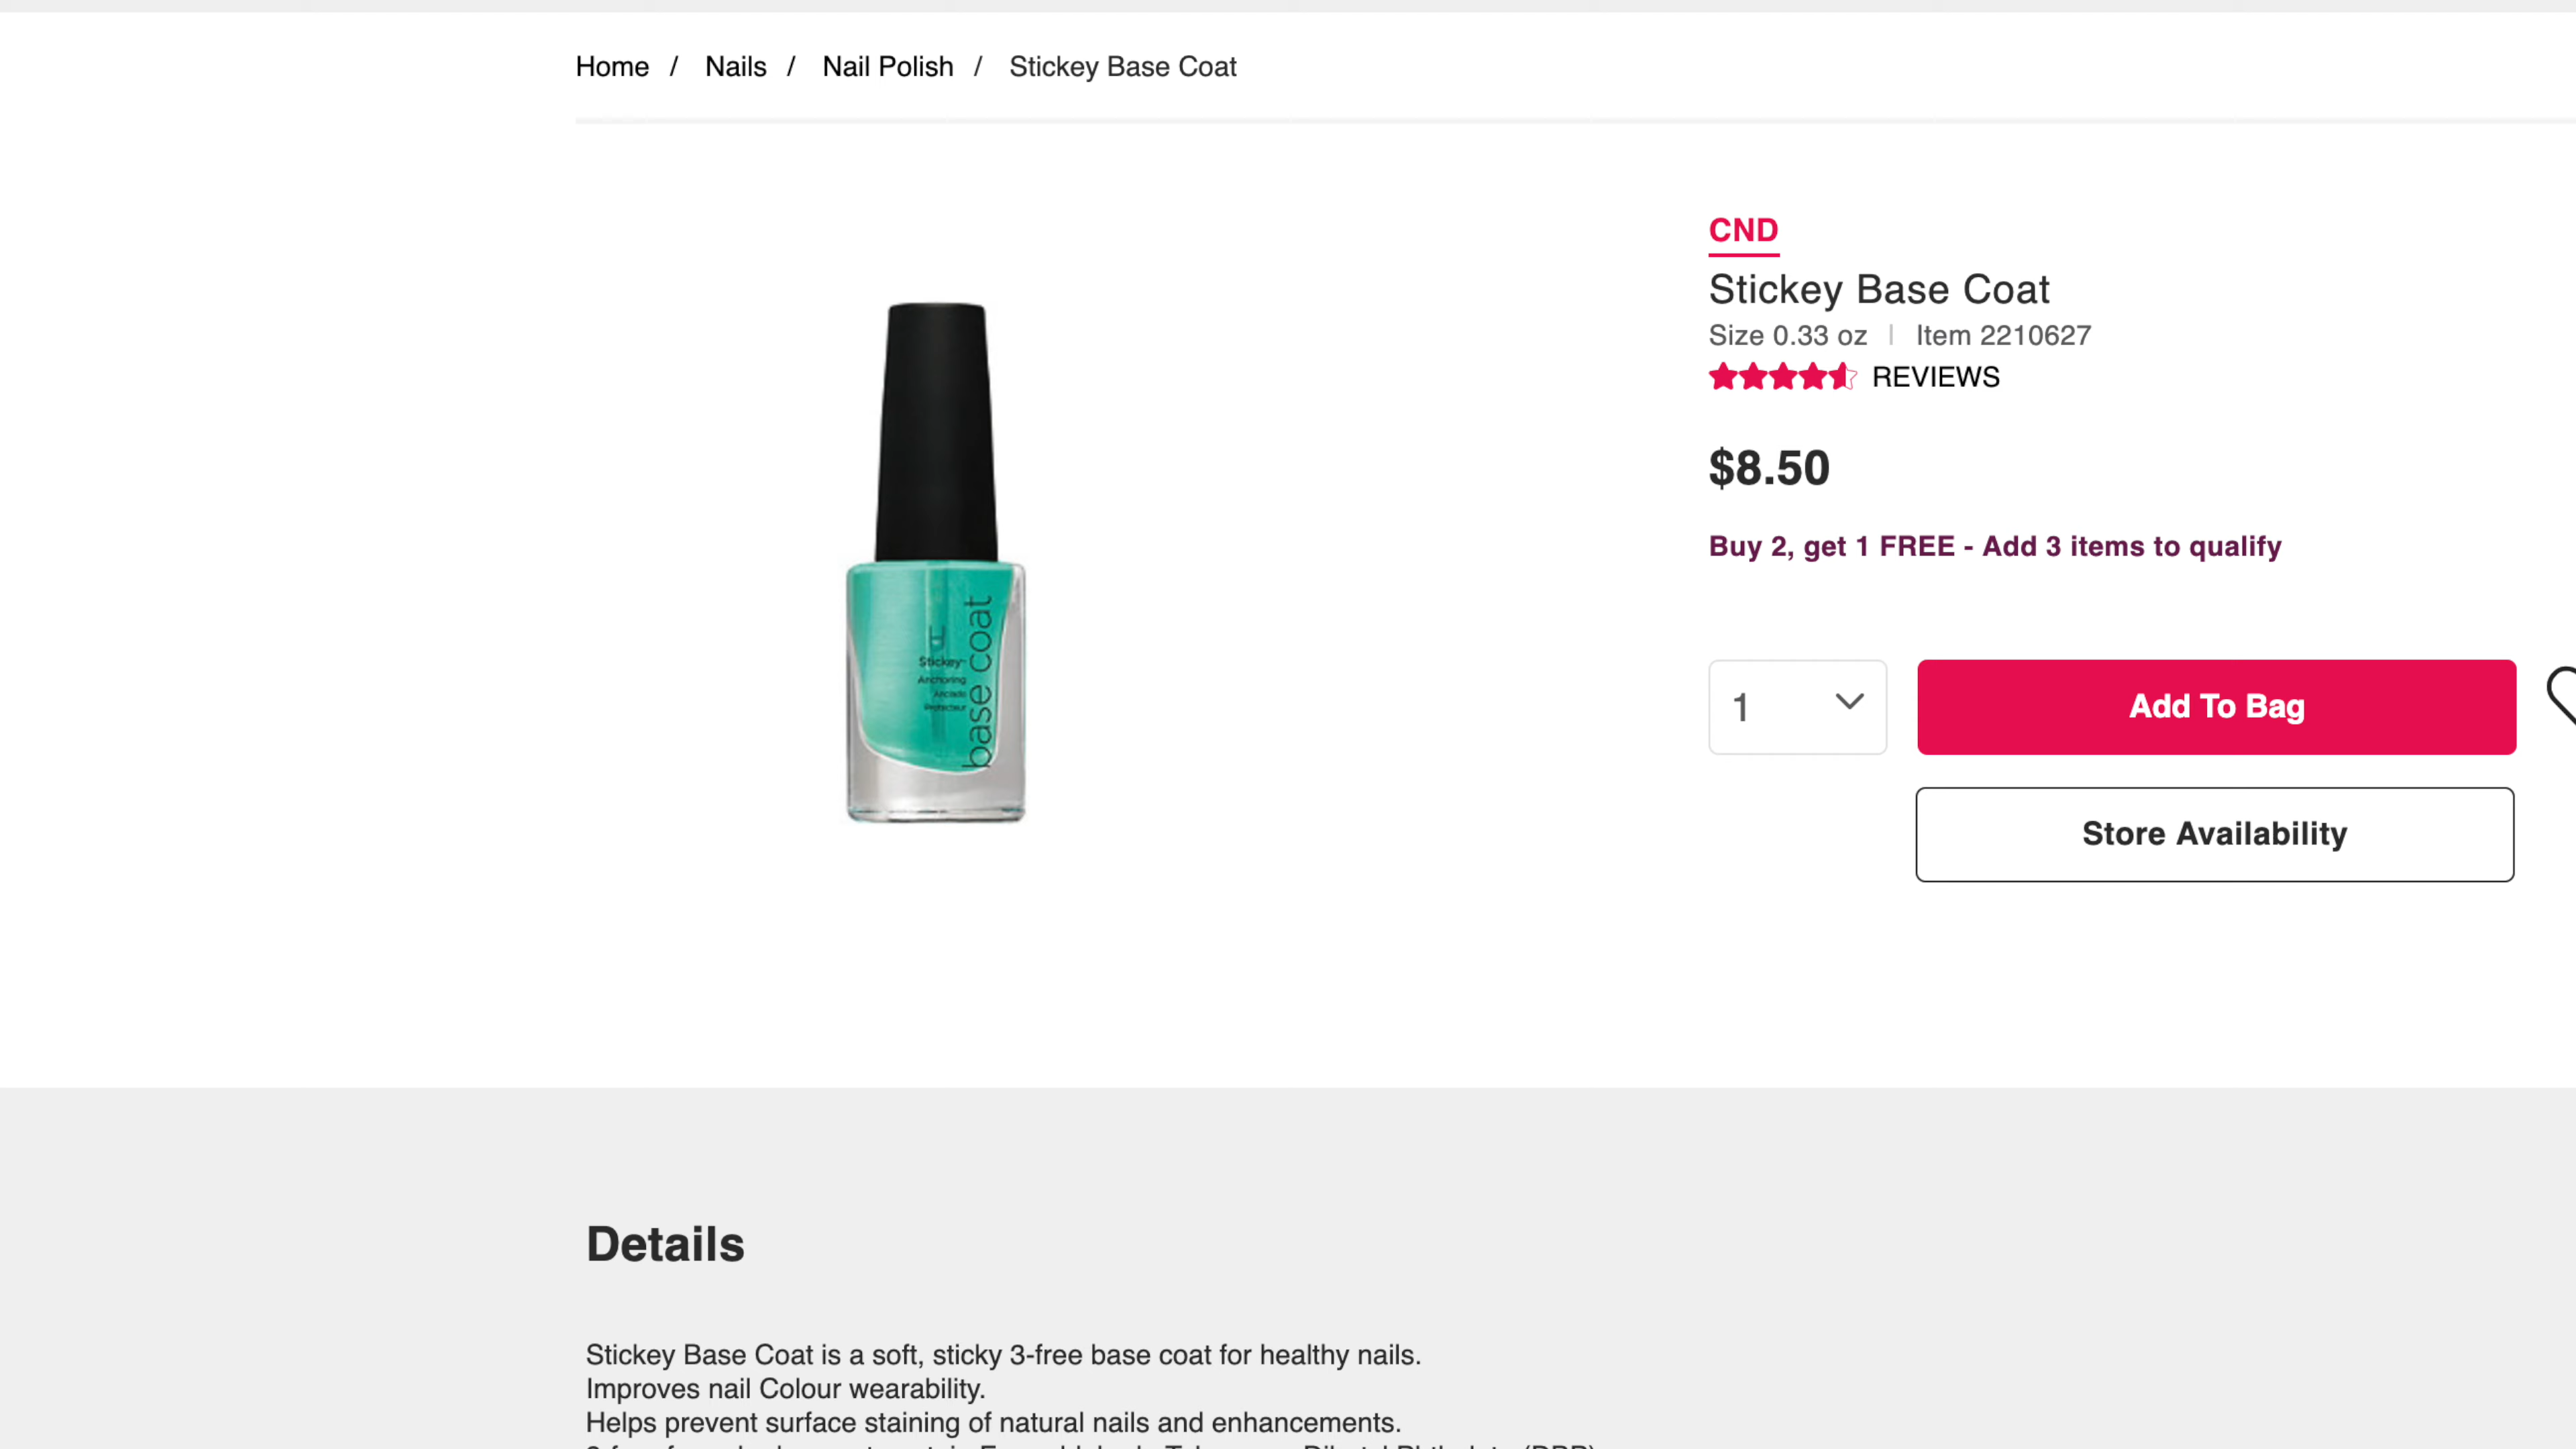 Home / Nails / Nail Polish / Stickey Base Coat
CND
Stickey Base Coat
Size 0.33 oz | Item 2210627
REVIEWS
$8.50
Buy 2, get 1 FREE - Add 3 items to qualify
1
Add To Bag
Store Availability
base coat
Stickey™
Anchoring
Details
Stickey Base Coat is a soft, sticky 3-free base coat for healthy nails.
Improves nail Colour wearability.
Helps prevent surface staining of natural nails and enhancements.